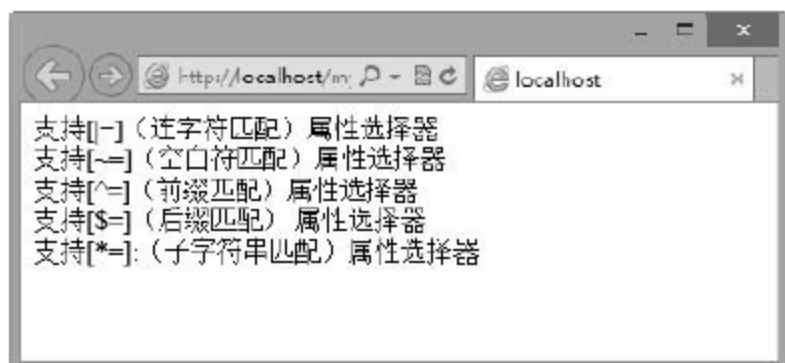 http://localhost/my
localhost
支持[|=]（连字符匹配）属性选择器
支持[~=]（空白符匹配）属性选择器
支持[^=]（前缀匹配）属性选择器
支持[$=]（后缀匹配） 属性选择器
支持[*=]:（子字符串匹配）属性选择器